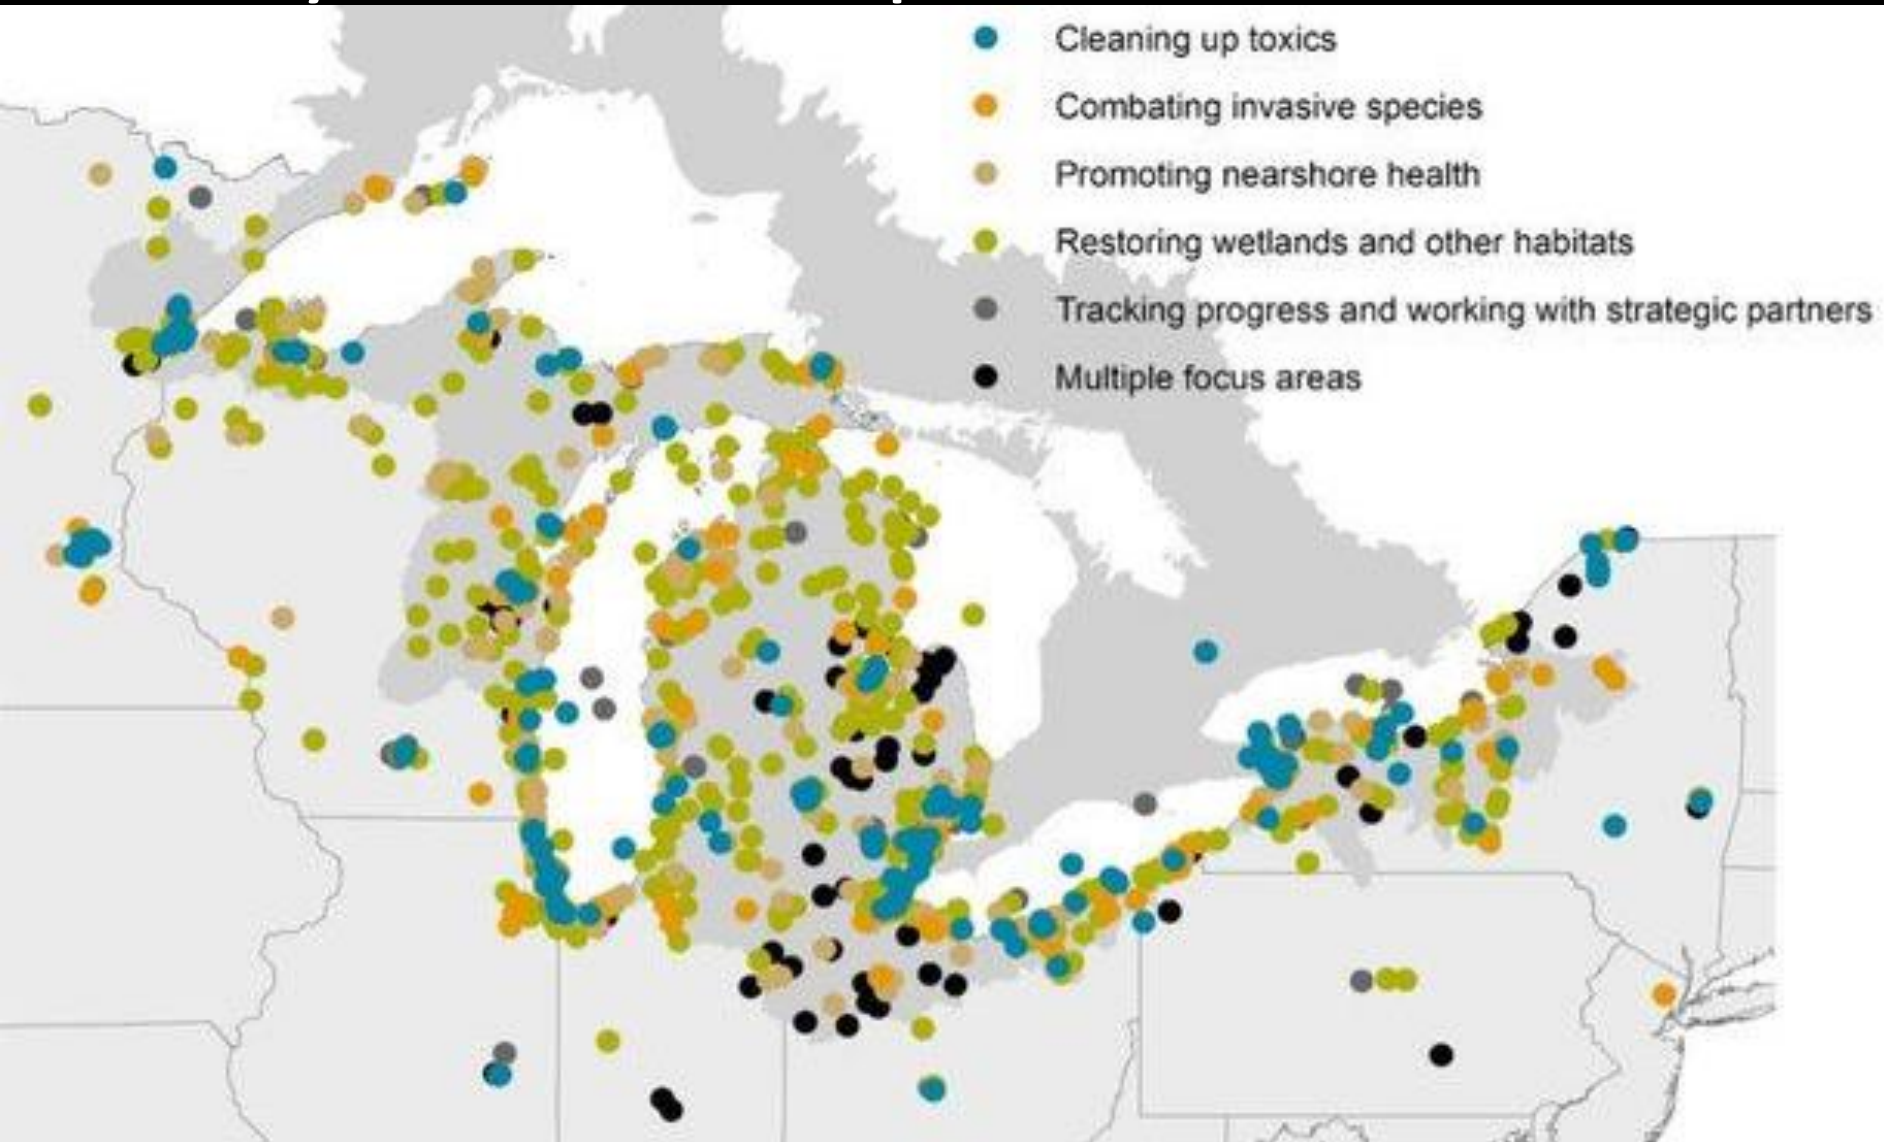 Cleaning up toxics
Combating invasive species
Promoting nearshore health
Restoring wetlands and other habitats
Tracking progress and working with strategic partners
Multiple focus areas